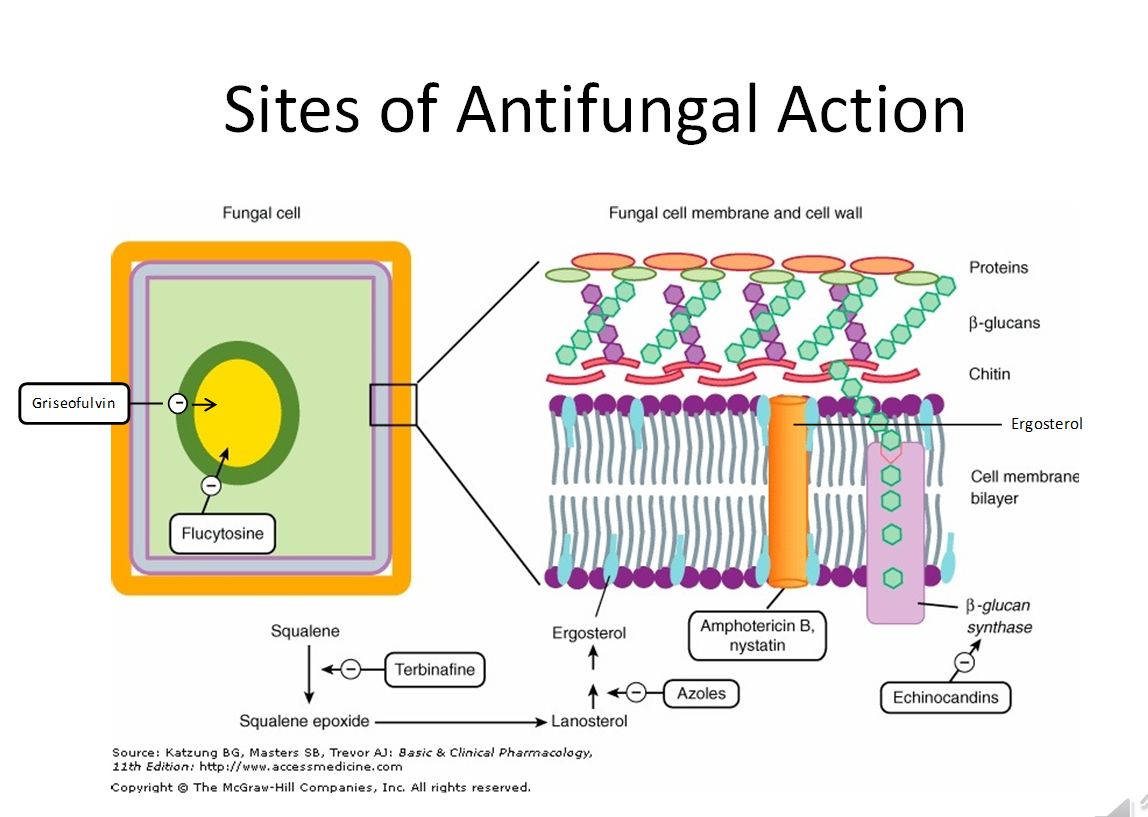 Sites of Antifungal Action
Fungal cell
Fungal cell membrane and cell wall
Proteins
β-glucans
Chitin
Griseofulvin
Ergosterol
Cell membrane
bilayer
Flucytosine
β-glucan
synthase
Squalene
Ergosterol
Amphotericin B,
nystatin
Terbinafine
Azoles
Echinocandins
Squalene epoxide
Lanosterol
Source: Katzung BG, Masters SB, Trevor AJ: Basic & Clinical Pharmacology,
11th Edition: http://www.accessmedicine.com
Copyright © The McGraw-Hill Companies, Inc. All rights reserved.